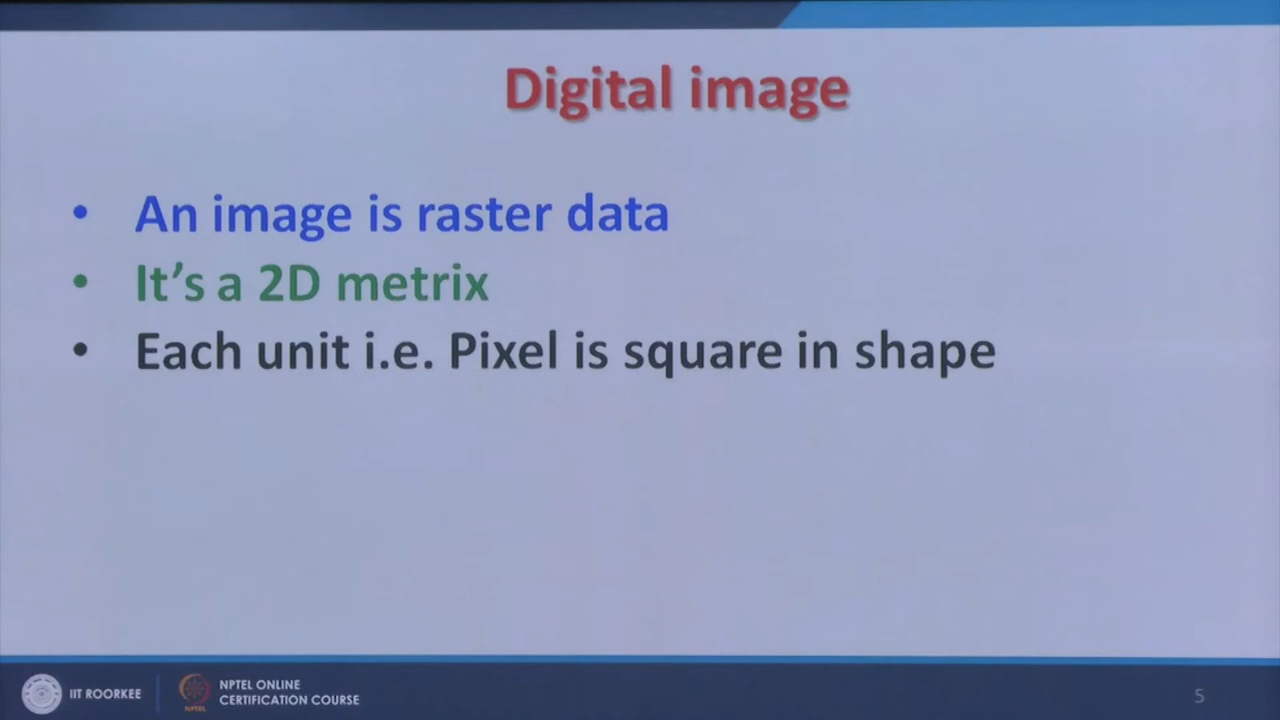 Digital image
• An image is raster data
• It's a 2D metrix
• Each unit i.e. Pixel is square in shape
IIT ROORKEE
NPTEL
NPTEL ONLINE
CERTIFICATION COURSE
5